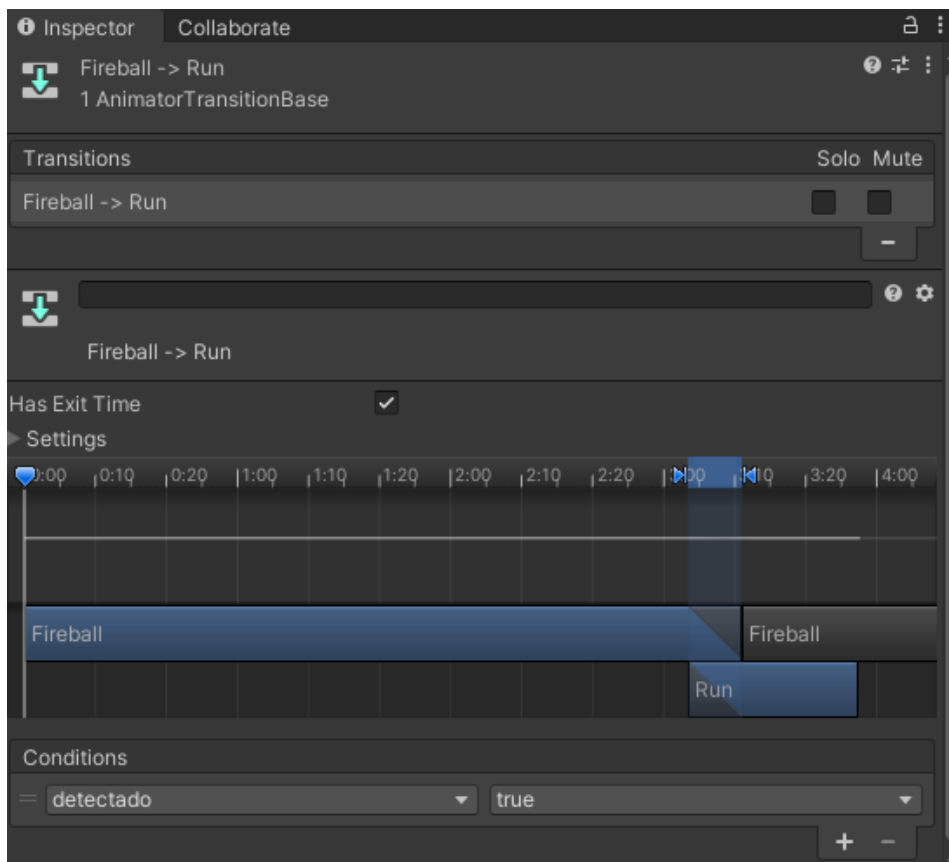 Inspector Collaborate
Fireball -> Run
1 AnimatorTransitionBase
Transitions Solo Mute
Fireball -> Run
Fireball -> Run
Has Exit Time
Settings
0:10 0:20 1:00 1:10 1:20 2:00 2:10 2:20 3:20 4:00
Fireball Fireball
Run
Conditions
detectado true